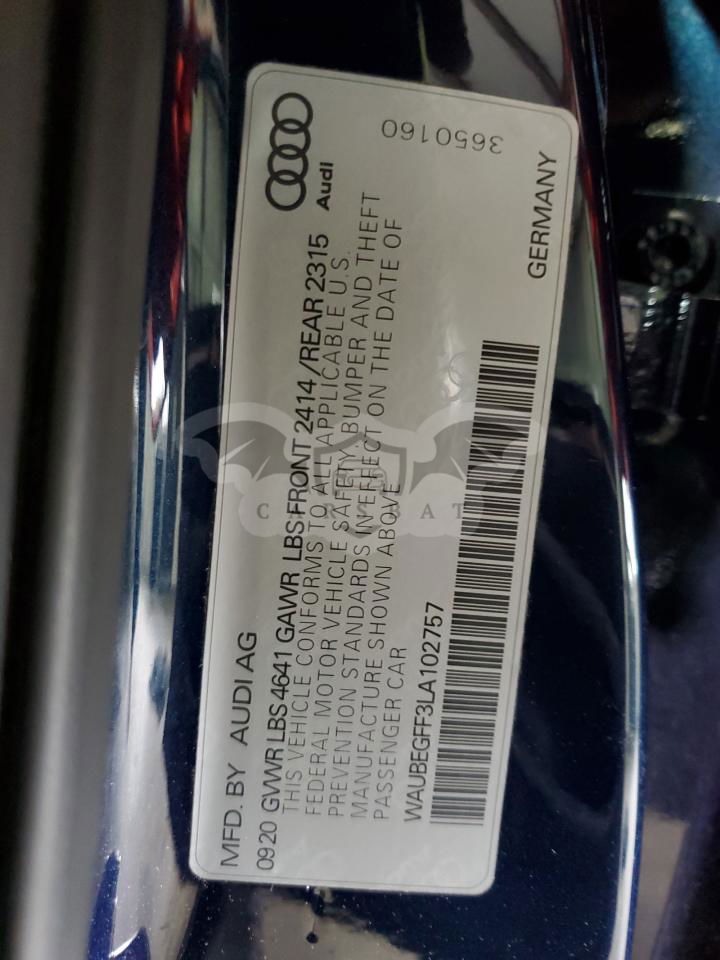 MFD. BY AUDI AG
0920 GVWR LBS 4641 GAWR LBS FRONT 2414/REAR 2315
THIS VEHICLE CONFORMS TO ALL APPLICABLE U.S.
FEDERAL MOTOR VEHICLE SAFETY, BUMPER AND THEFT
PREVENTION STANDARDS IN EFFECT ON THE DATE OF
MANUFACTURE SHOWN ABOVE
PASSENGER CAR
WAUBEGFF3LA102757
Audi
GERMANY
3650160
CARSBAT